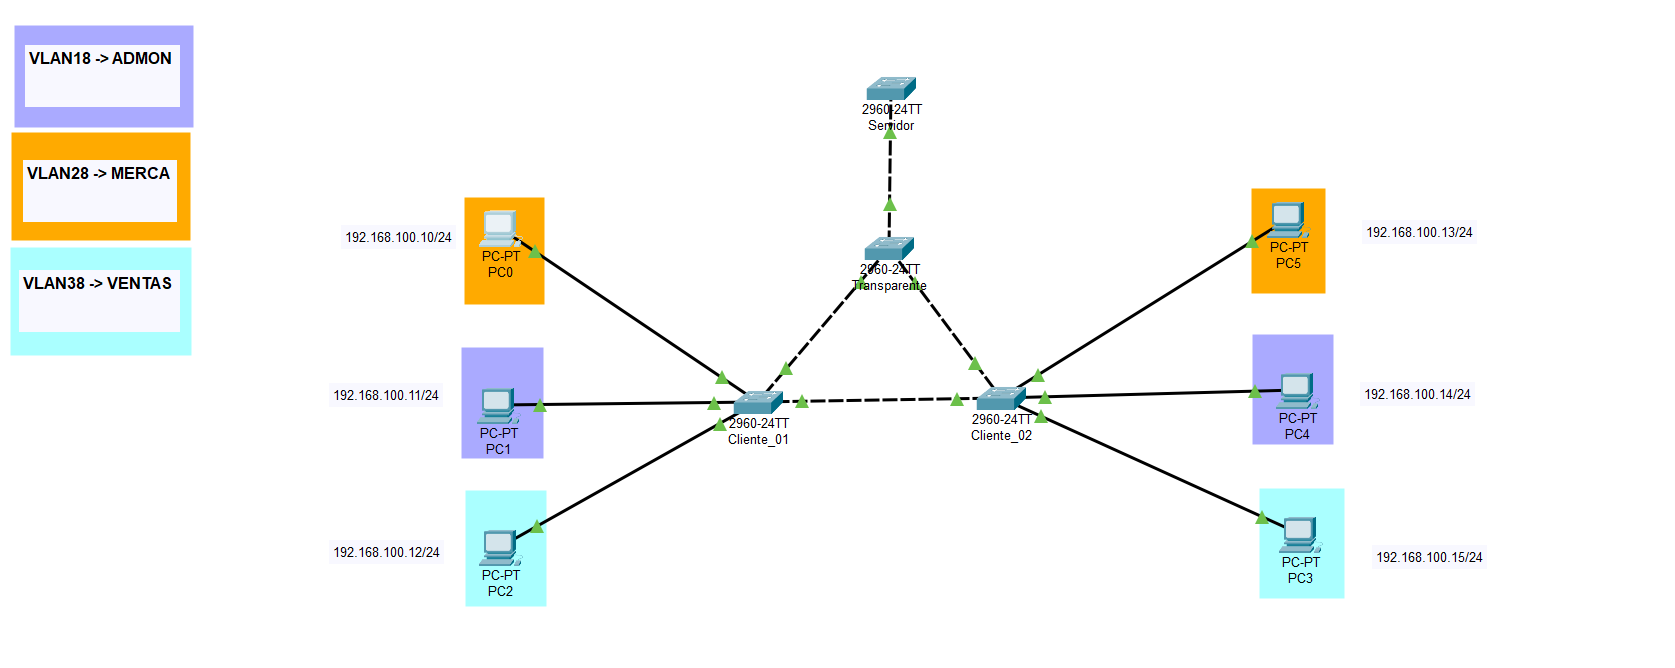 VLAN18 -> ADMON
VLAN28 -> MERCA
VLAN38 -> VENTAS
2960-24TT
Servidor
2960-24TT
Transparente
192.168.100.10/24
PC-PT
PC0
192.168.100.11/24
PC-PT
PC1
192.168.100.12/24
PC-PT
PC2
2960-24TT
Cliente_01
2960-24TT
Cliente_02
PC-PT
PC5
192.168.100.13/24
PC-PT
PC4
192.168.100.14/24
PC-PT
PC3
192.168.100.15/24